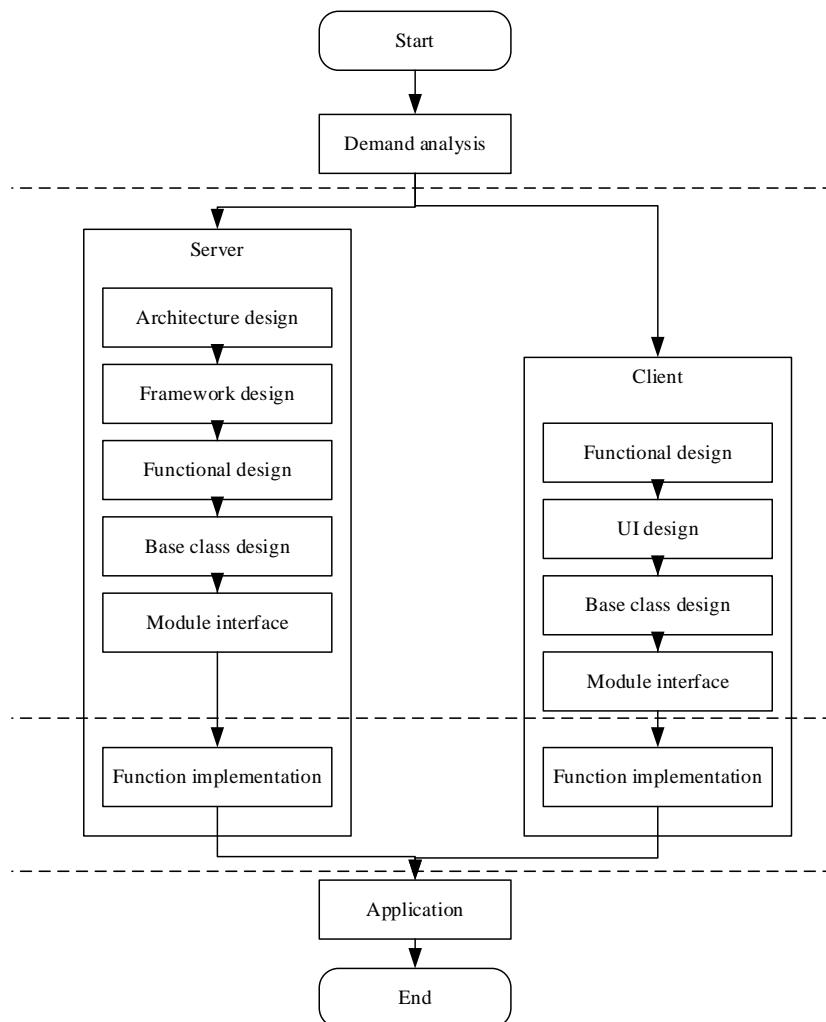 Start
Demand analysis
Server
Architecture design
Framework design
Functional design
Base class design
Module interface
Function implementation
Client
Functional design
UI design
Base class design
Module interface
Function implementation
Application
End